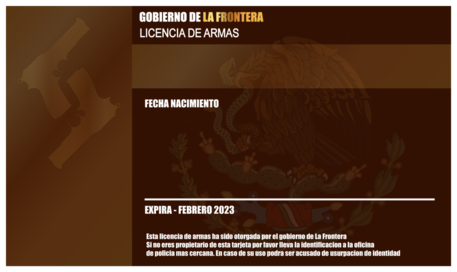 GOBIERNO DE LA FRONTERA
LICENCIA DE ARMAS
FECHA NACIMIENTO
EXPIRA - FEBRERO 2023
Esta licencia de armas ha sido otorgada por el gobierno de La Frontera
Si no eres propietario de esta tarjeta por favor lleva la identificacion a la oficina
de policia mas cercana. En caso de su uso podra ser acusado de usurpacion de identidad